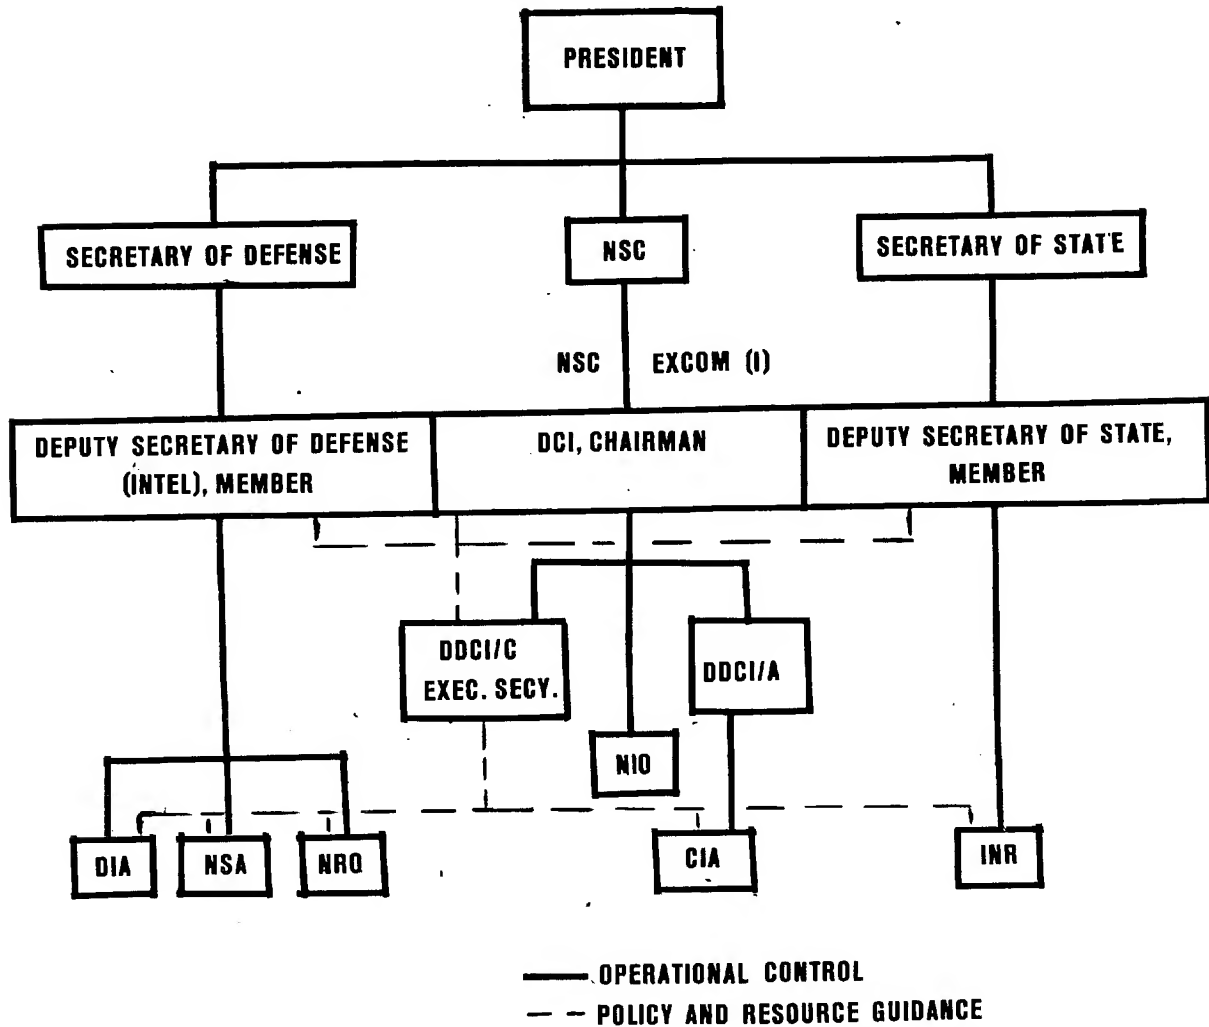 PRESIDENT
SECRETARY OF DEFENSE
NSC
SECRETARY OF STATE
NSC EXCOM (I)
DEPUTY SECRETARY OF DEFENSE
(INTEL), MEMBER
DCI, CHAIRMAN
DEPUTY SECRETARY OF STATE,
MEMBER
DDCI/C
EXEC. SECY.
DDCI/A
NIO
DIA
NSA
NRO
CIA
INR
OPERATIONAL CONTROL
POLICY AND RESOURCE GUIDANCE